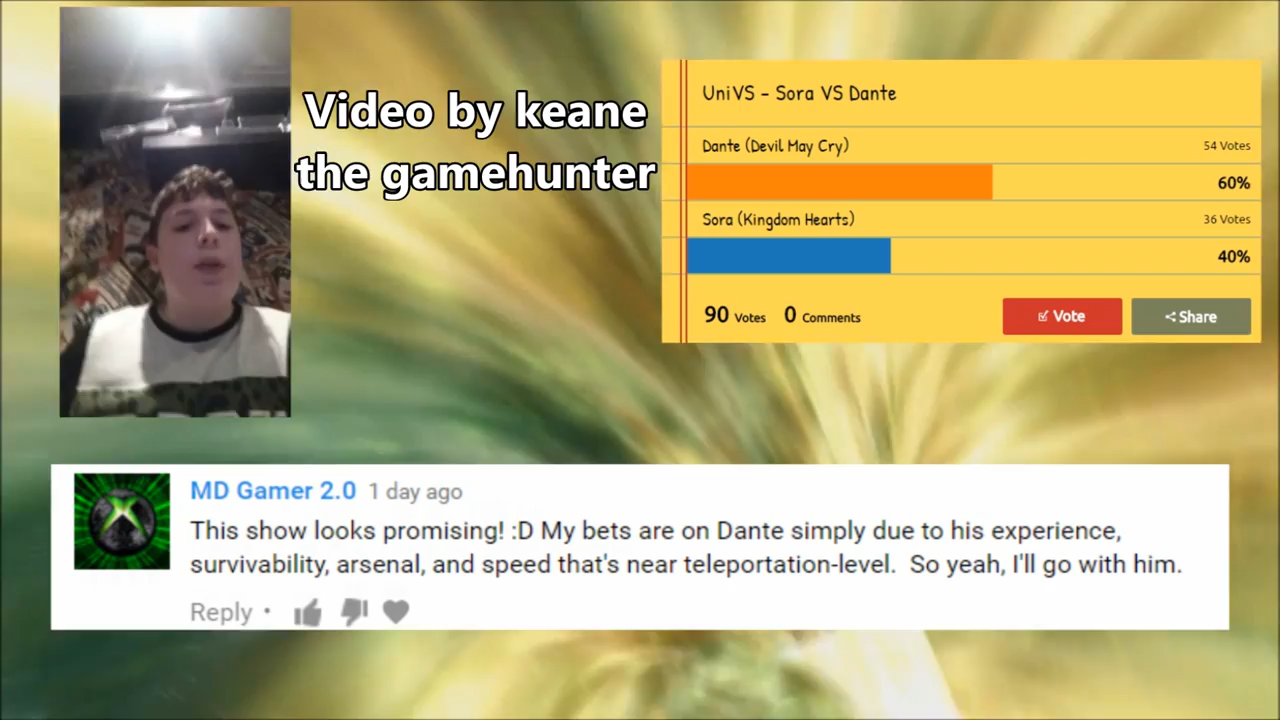 Video by keane
the gamehunter
UniVS - Sora VS Dante
Dante (Devil May Cry) 54 Votes
60%
Sora (Kingdom Hearts) 36 Votes
40%
90 Votes 0 Comments Vote Share
MD Gamer 2.0 1 day ago
This show looks promising! :D My bets are on Dante simply due to his experience,
survivability, arsenal, and speed that's near teleportation-level. So yeah, I'll go with him.
Reply •